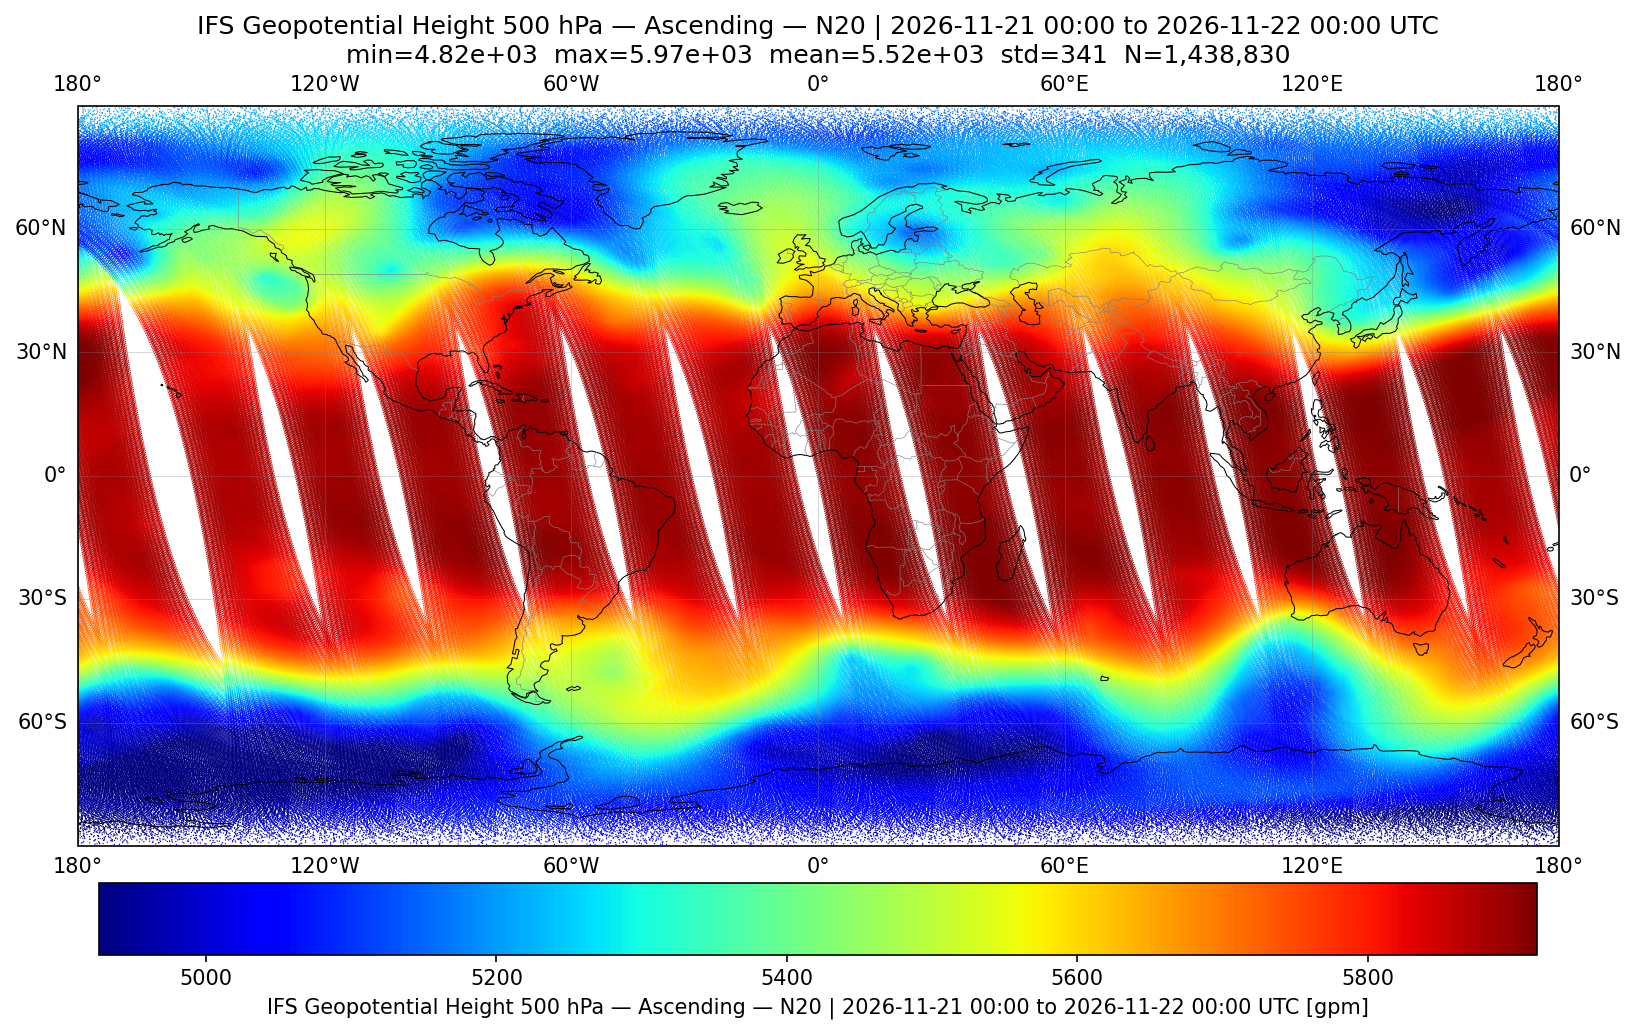 IFS Geopotential Height 500 hPa — Ascending — N20 | 2026-11-21 00:00 to 2026-11-22 00:00 UTC
min=4.82e+03  max=5.97e+03  mean=5.52e+03  std=341  N=1,438,830
180° 120°W 60°W 0° 60°E 120°E 180°
60°N 60°N
30°N 30°N
0° 0°
30°S 30°S
60°S 60°S
180° 120°W 60°W 0° 60°E 120°E 180°
5000 5200 5400 5600 5800
IFS Geopotential Height 500 hPa — Ascending — N20 | 2026-11-21 00:00 to 2026-11-22 00:00 UTC [gpm]